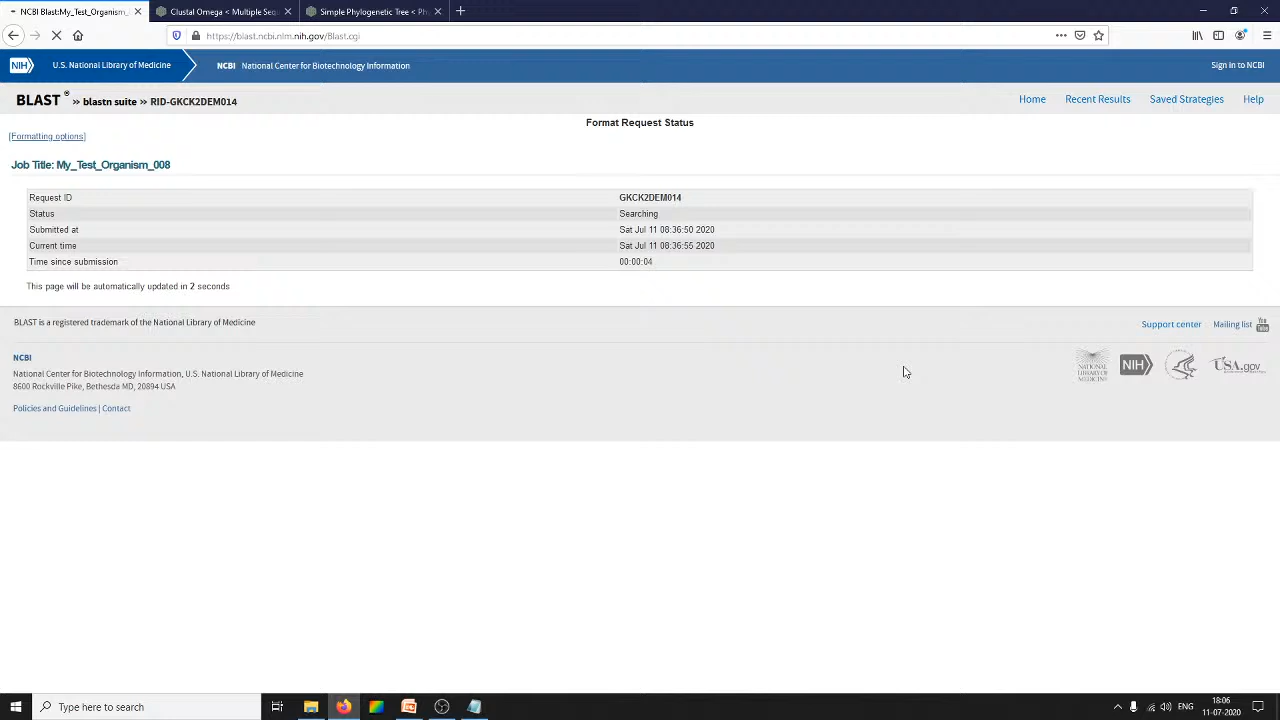 NCBI Blast:My_Test_Organism_
Clustal Omega < Multiple Seq
Simple Phylogenetic Tree < Ph
https://blast.ncbi.nlm.nih.gov/Blast.cgi
NIH U.S. National Library of Medicine NCBI National Center for Biotechnology Information Sign in to NCBI
BLAST ® » blastn suite » RID-GKCK2DEM014 Home Recent Results Saved Strategies Help
Format Request Status
[Formatting options]
Job Title: My_Test_Organism_008
Request ID GKCK2DEM014
Status Searching
Submitted at Sat Jul 11 08:36:50 2020
Current time Sat Jul 11 08:36:55 2020
Time since submission 00:00:04
This page will be automatically updated in 2 seconds
BLAST is a registered trademark of the National Library of Medicine Support center Mailing list You Tube
NCBI
National Center for Biotechnology Information, U.S. National Library of Medicine
8600 Rockville Pike, Bethesda MD, 20894 USA
Policies and Guidelines | Contact
NATIONAL LIBRARY OF MEDICINE NIH USA.gov
Type here to search ENG 18:06
11-07-2020